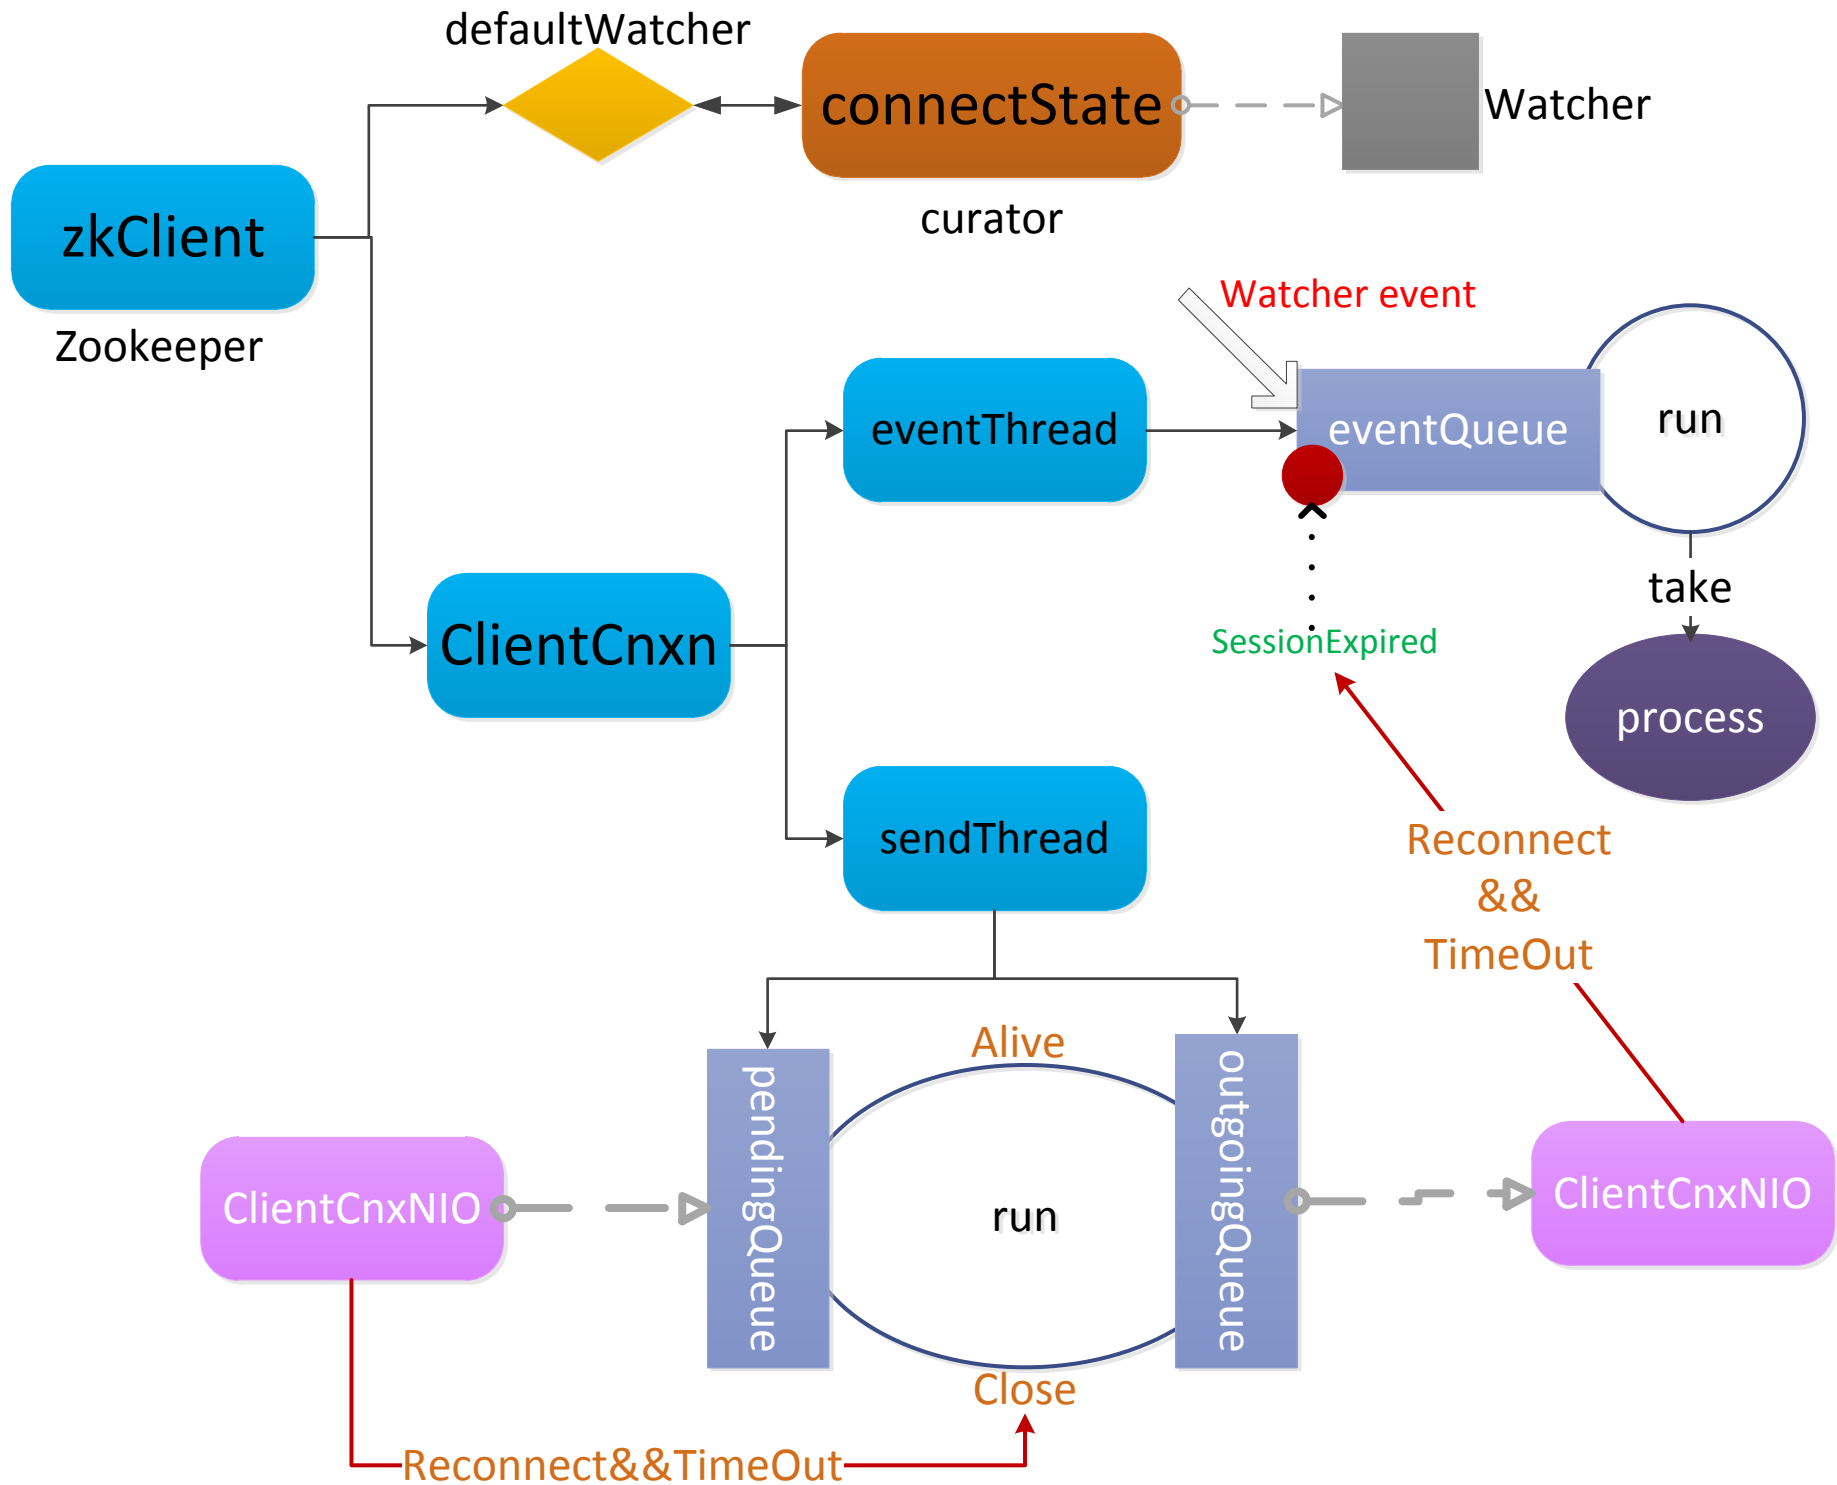 defaultWatcher
connectState
Watcher
curator
zkClient
Zookeeper
Watcher event
eventThread
eventQueue
run
take
ClientCnxn
SessionExpired
process
sendThread
Reconnect
&&
TimeOut
Alive
pendingQueue
outgoingQueue
ClientCnxNIO
run
ClientCnxNIO
Close
Reconnect&&TimeOut